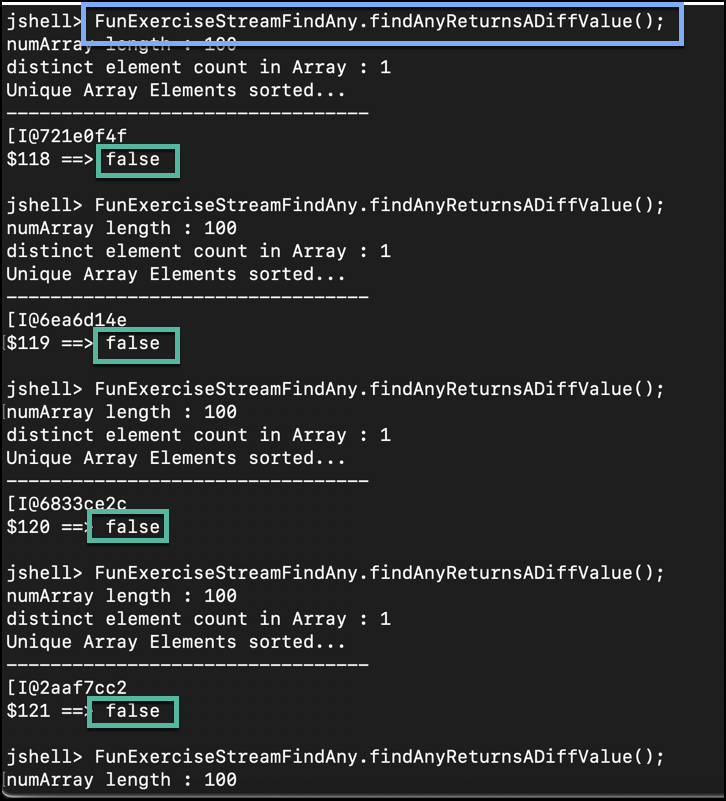 jshell> FunExerciseStreamFindAny.findAnyReturnsADiffValue();
numArray length : 100
distinct element count in Array : 1
Unique Array Elements sorted...
---------------------------------
[I@721e0f4f
$118 ==> false
jshell> FunExerciseStreamFindAny.findAnyReturnsADiffValue();
numArray length : 100
distinct element count in Array : 1
Unique Array Elements sorted...
---------------------------------
[I@6ea6d14e
$119 ==> false
jshell> FunExerciseStreamFindAny.findAnyReturnsADiffValue();
numArray length : 100
distinct element count in Array : 1
Unique Array Elements sorted...
---------------------------------
[I@6833ce2c
$120 ==> false
jshell> FunExerciseStreamFindAny.findAnyReturnsADiffValue();
numArray length : 100
distinct element count in Array : 1
Unique Array Elements sorted...
---------------------------------
[I@2aaf7cc2
$121 ==> false
jshell> FunExerciseStreamFindAny.findAnyReturnsADiffValue();
numArray length : 100